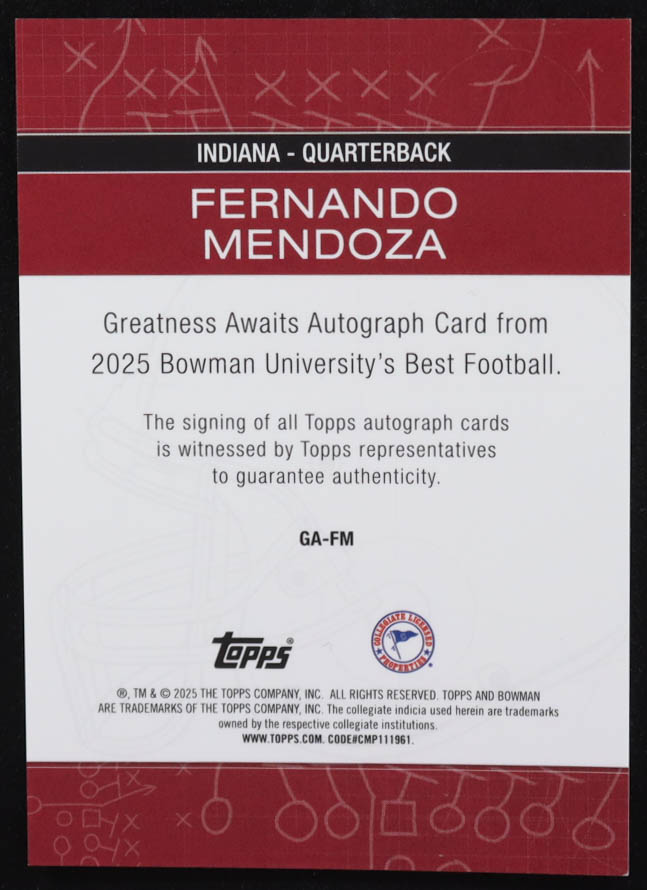 INDIANA - QUARTERBACK
FERNANDO
MENDOZA
Greatness Awaits Autograph Card from
2025 Bowman University's Best Football.
The signing of all Topps autograph cards
is witnessed by Topps representatives
to guarantee authenticity.
GA-FM
Topps®
COLLEGIATE LICENSED
PROPERTIES
®, TM & © 2025 THE TOPPS COMPANY, INC. ALL RIGHTS RESERVED. TOPPS AND BOWMAN
ARE TRADEMARKS OF THE TOPPS COMPANY, INC. The collegiate indicia used herein are trademarks
owned by the respective collegiate institutions.
WWW.TOPPS.COM. CODE#CMP111961.